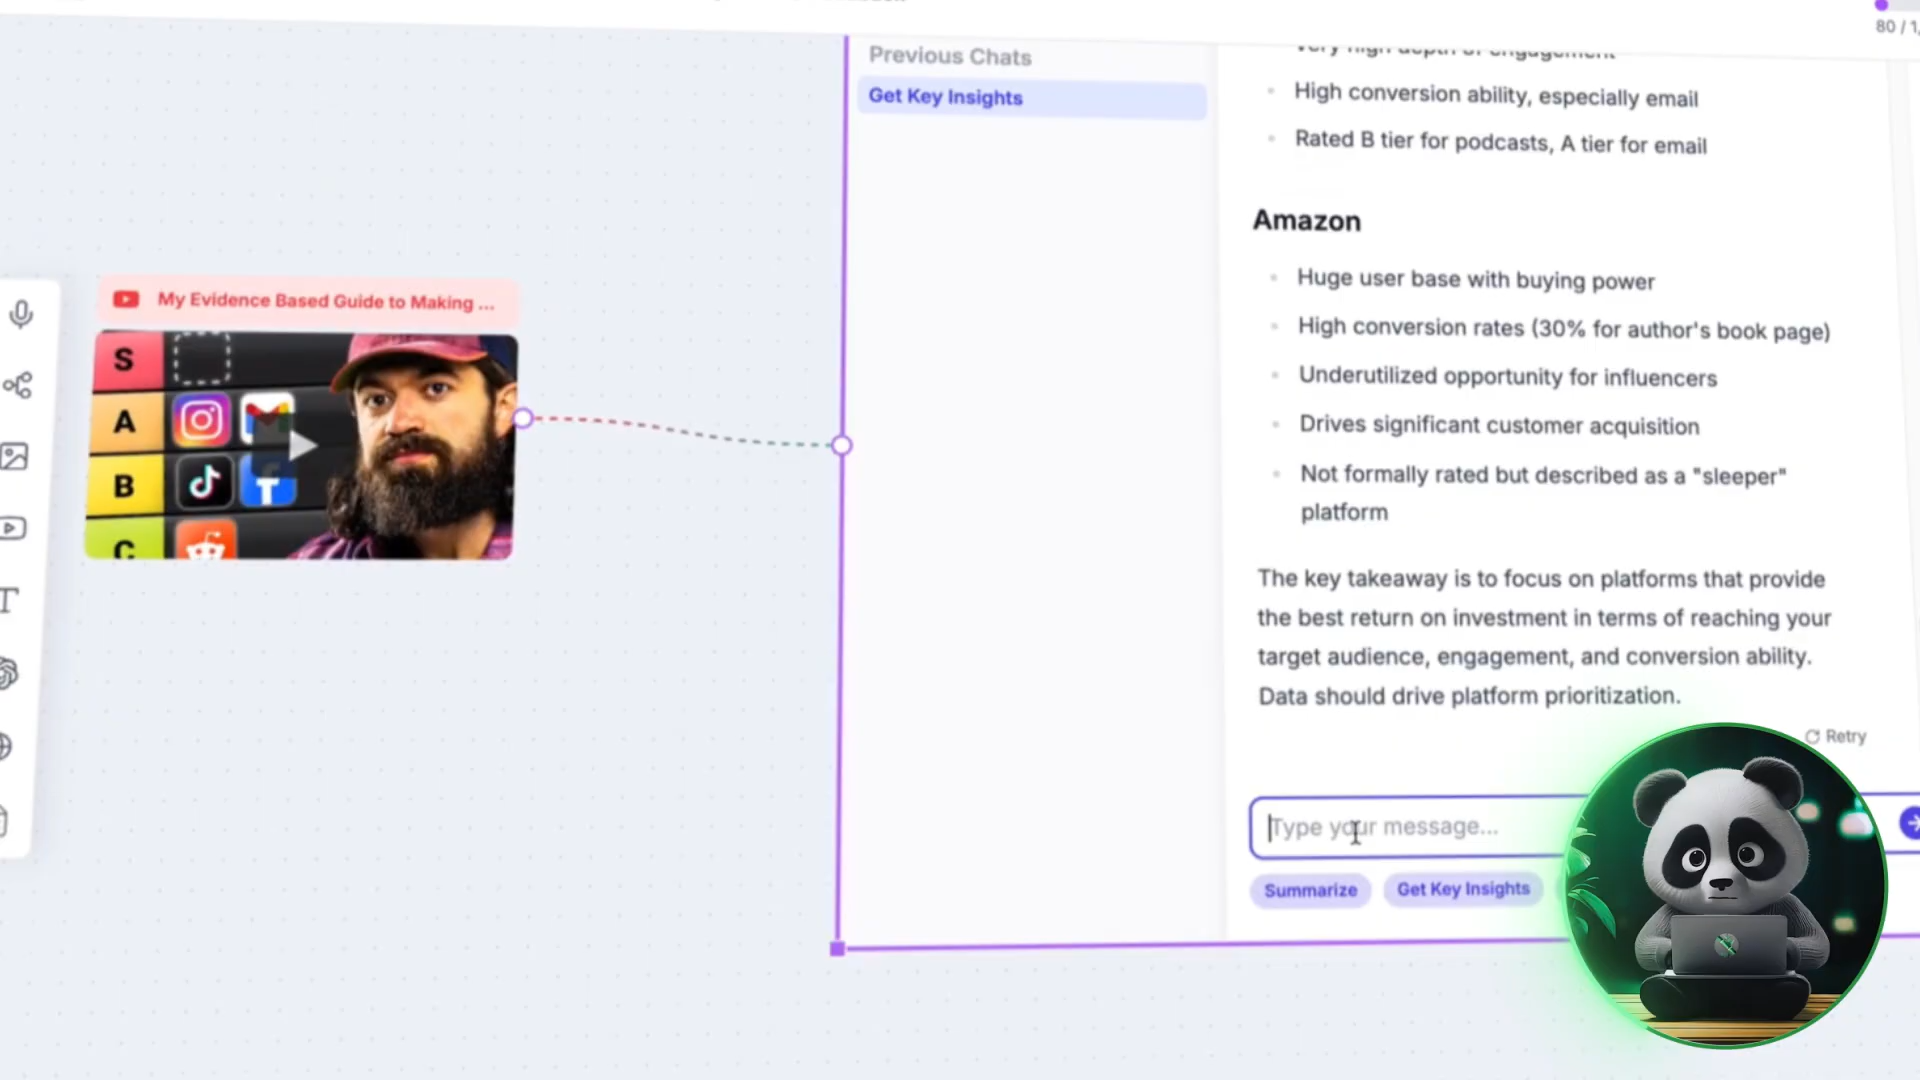 80 / 1,
Previous Chats
Get Key Insights
Very high depth of engagement
High conversion ability, especially email
Rated B tier for podcasts, A tier for email
Amazon
Huge user base with buying power
High conversion rates (30% for author's book page)
Underutilized opportunity for influencers
Drives significant customer acquisition
Not formally rated but described as a "sleeper"
platform
The key takeaway is to focus on platforms that provide
the best return on investment in terms of reaching your
target audience, engagement, and conversion ability.
Data should drive platform prioritization.
Retry
Type your message...
Summarize
Get Key Insights
My Evidence Based Guide to Making ...
S
A
B
C